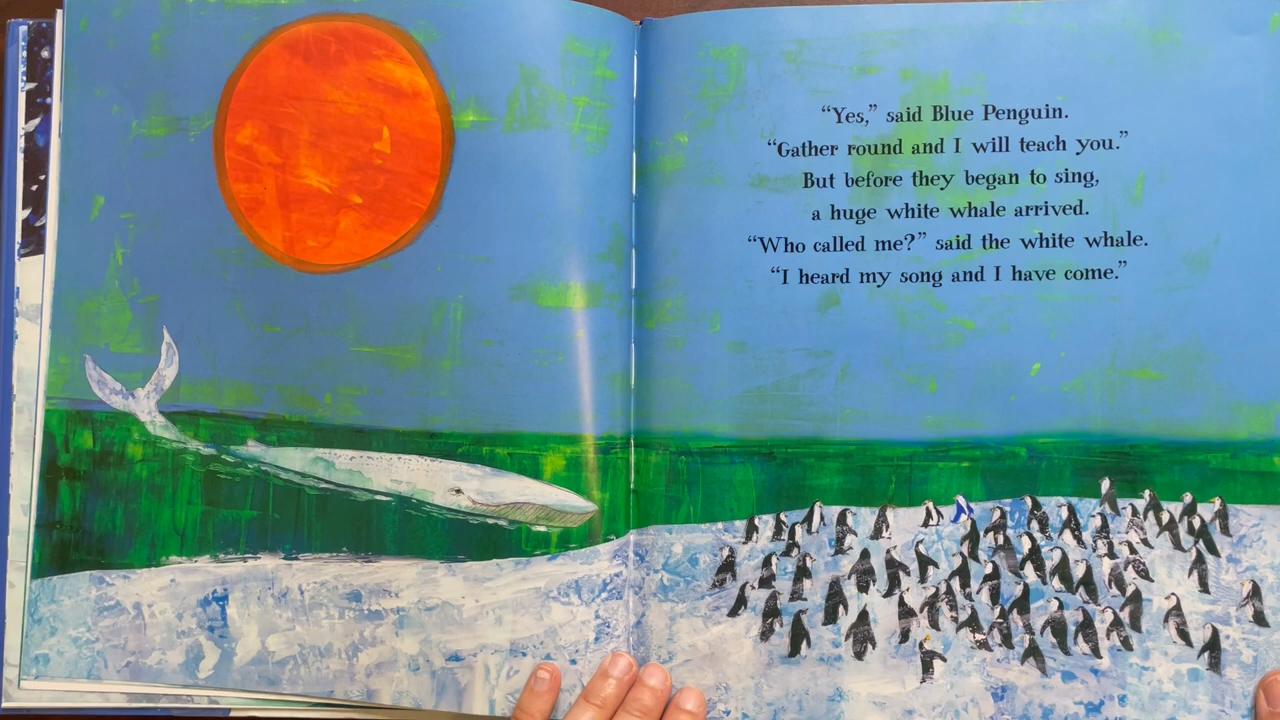 “Yes,” said Blue Penguin.
“Gather round and I will teach you.”
But before they began to sing,
a huge white whale arrived.
“Who called me?” said the white whale.
“I heard my song and I have come.”